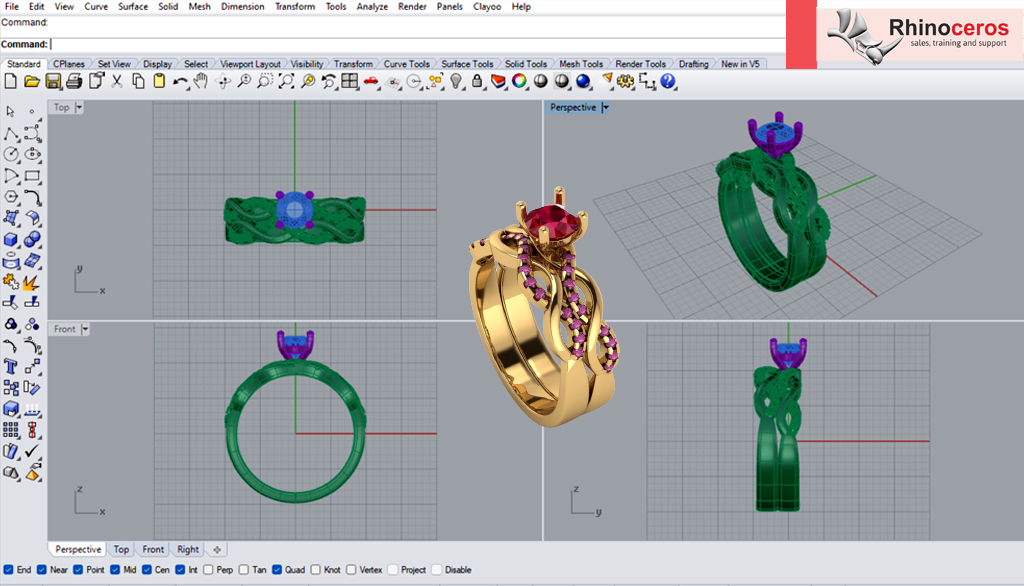 File Edit View Curve Surface Solid Mesh Dimension Transform Tools Analyze Render Panels Clayoo Help
Command:
Command:
Rhinoceros
sales, training and support
Standard CPlanes Set View Display Select Viewport Layout Visibility Transform Curve Tools Surface Tools Solid Tools Mesh Tools Render Tools Drafting New in V5
Top
Perspective
y
x
Front
z
x
z
y
Perspective Top Front Right
End Near Point Mid Cen Int Perp Tan Quad Knot Vertex Project Disable